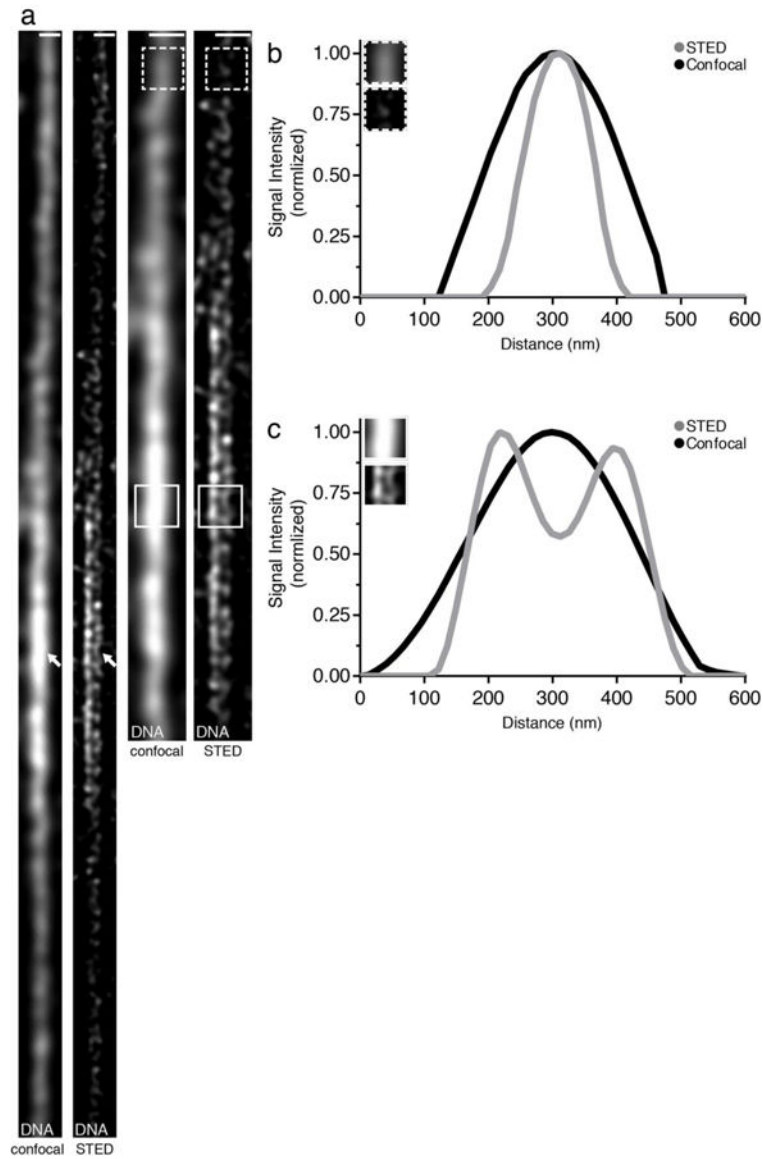 a
DNA
confocal
DNA
STED
DNA
confocal
DNA
STED
b
Signal Intensity
(normlized)
1.00
0.75
0.50
0.25
0.00
0 100 200 300 400 500 600
Distance (nm)
STED
Confocal
c
Signal Intensity
(normlized)
1.00
0.75
0.50
0.25
0.00
0 100 200 300 400 500 600
Distance (nm)
STED
Confocal